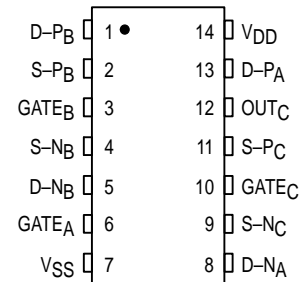 D–PB 1 14 VDD
S–PB 2 13 D–PA
GATEB 3 12 OUTC
S–NB 4 11 S–PC
D–NB 5 10 GATEC
GATEA 6 9 S–NC
VSS 7 8 D–NA